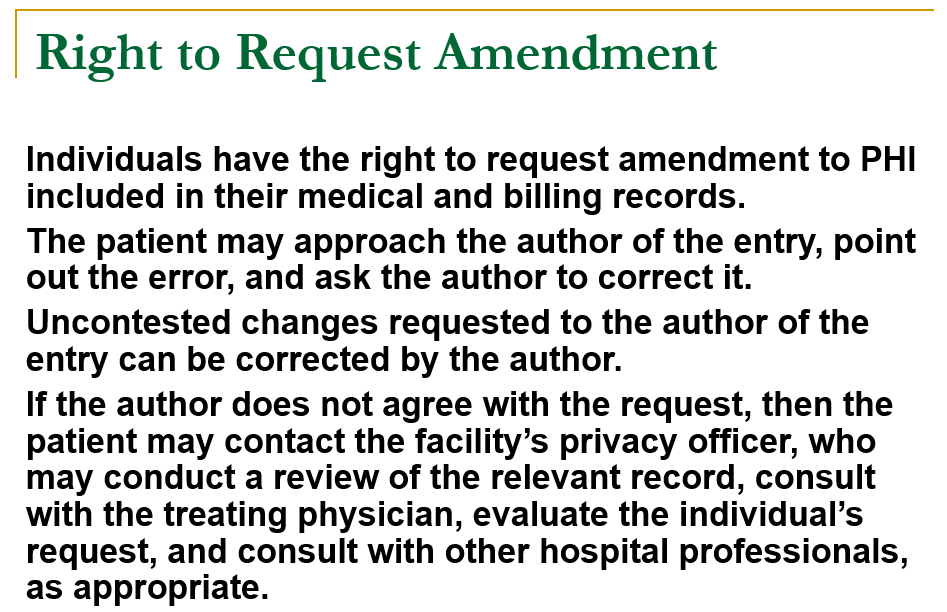 Right to Request Amendment
Individuals have the right to request amendment to PHI
included in their medical and billing records.
The patient may approach the author of the entry, point
out the error, and ask the author to correct it.
Uncontested changes requested to the author of the
entry can be corrected by the author.
If the author does not agree with the request, then the
patient may contact the facility’s privacy officer, who
may conduct a review of the relevant record, consult
with the treating physician, evaluate the individual’s
request, and consult with other hospital professionals,
as appropriate.